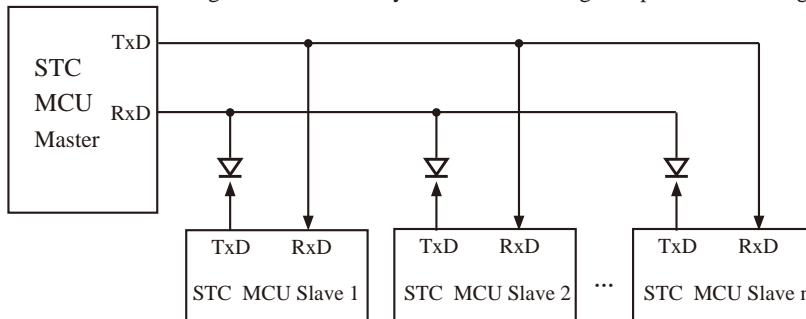 TxD
STC
MCU
RxD
Master
TxD RxD TxD RxD TxD RxD
STC MCU Slave 1 STC MCU Slave 2 ... STC MCU Slave n